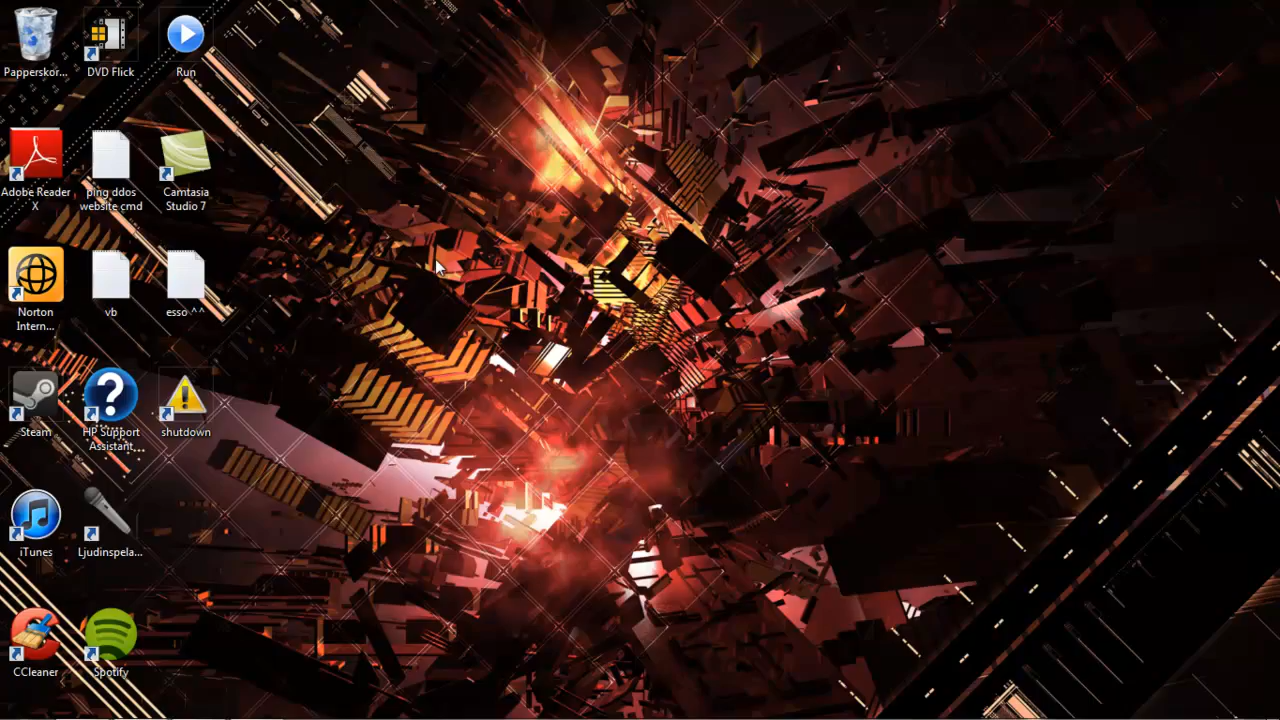 Papperskor...
DVD Flick
Run
Adobe Reader
X
ping ddos
website cmd
Camtasia
Studio 7
Norton
Intern...
vb
esso ^^
Steam
HP Support
Assistant...
shutdown
iTunes
Ljudinspela...
CCleaner
Spotify